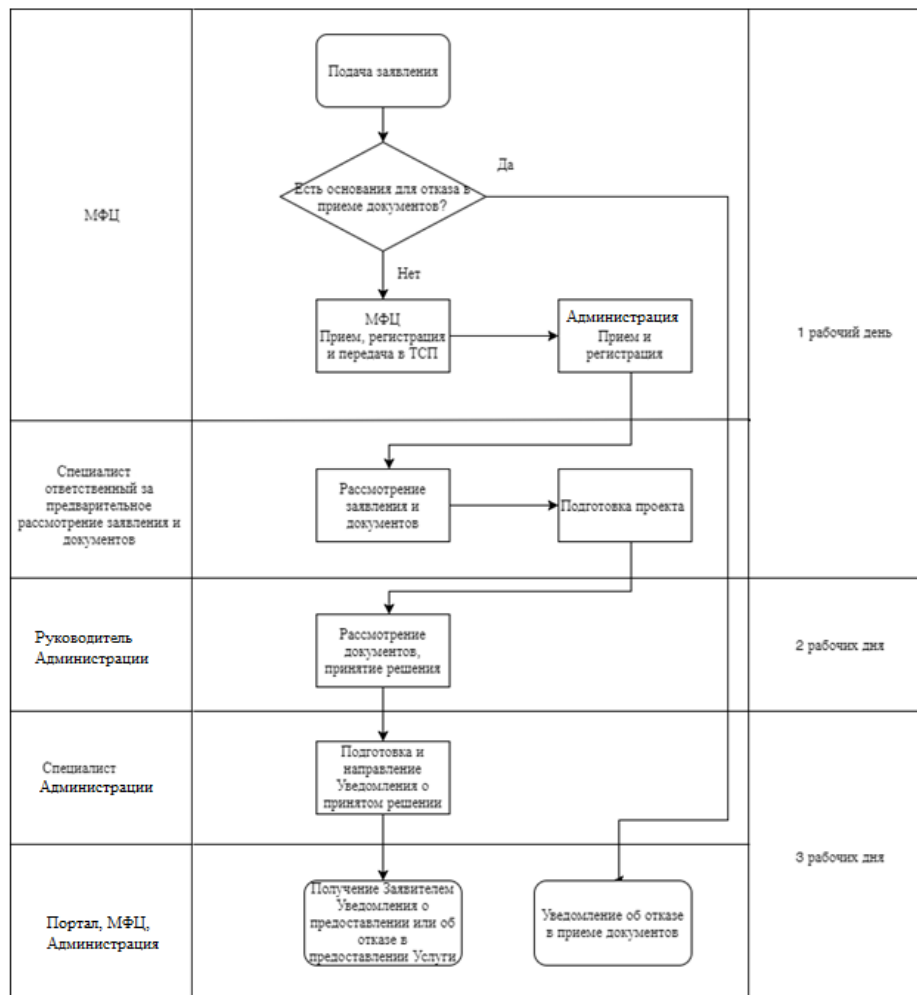 Подача заявления
Да
Есть основания для отказа в
приеме документов?
МФЦ
Нет
МФЦ
Прием, регистрация
и передача в ТСП
Администрация
Прием и
регистрация
1 рабочий день
Специалист
ответственный за
предварительное
рассмотрение заявления и
документов
Рассмотрение
заявления и
документов
Подготовка проекта
Руководитель
Администрации
Рассмотрение
документов,
принятие решения
2 рабочих дня
Специалист
Администрации
Подготовка и
направление
Уведомления о
принятом решении
3 рабочих дня
Портал, МФЦ,
Администрация
Получение Заявителем
Уведомления о
предоставлении или об
отказе в
предоставлении Услуги
Уведомление об отказе
в приеме документов